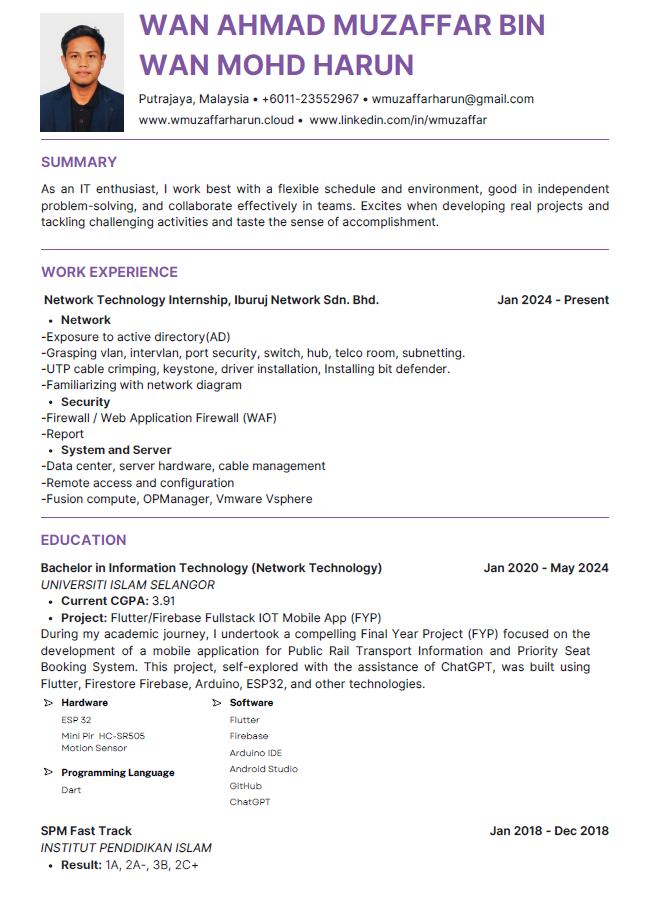 WAN AHMAD MUZAFFAR BIN
WAN MOHD HARUN
Putrajaya, Malaysia • +6011-23552967 • wmuzaffarharun@gmail.com
www.wmuzaffarharun.cloud • www.linkedin.com/in/wmuzaffar
SUMMARY
As an IT enthusiast, I work best with a flexible schedule and environment, good in independent
problem-solving, and collaborate effectively in teams. Excites when developing real projects and
tackling challenging activities and taste the sense of accomplishment.
WORK EXPERIENCE
Network Technology Internship, Iburuj Network Sdn. Bhd. Jan 2024 - Present
• Network
-Exposure to active directory(AD)
-Grasping vlan, intervlan, port security, switch, hub, telco room, subnetting.
-UTP cable crimping, keystone, driver installation, Installing bit defender.
-Familiarizing with network diagram
• Security
-Firewall / Web Application Firewall (WAF)
-Report
• System and Server
-Data center, server hardware, cable management
-Remote access and configuration
-Fusion compute, OPManager, Vmware Vsphere
EDUCATION
Bachelor in Information Technology (Network Technology) Jan 2020 - May 2024
UNIVERSITI ISLAM SELANGOR
• Current CGPA: 3.91
• Project: Flutter/Firebase Fullstack IOT Mobile App (FYP)
During my academic journey, I undertook a compelling Final Year Project (FYP) focused on the
development of a mobile application for Public Rail Transport Information and Priority Seat
Booking System. This project, self-explored with the assistance of ChatGPT, was built using
Flutter, Firestore Firebase, Arduino, ESP32, and other technologies.
➢ Hardware
ESP 32
Mini Pir HC-SR505
Motion Sensor
➢ Programming Language
Dart
➢ Software
Flutter
Firebase
Arduino IDE
Android Studio
GitHub
ChatGPT
SPM Fast Track Jan 2018 - Dec 2018
INSTITUT PENDIDIKAN ISLAM
• Result: 1A, 2A-, 3B, 2C+